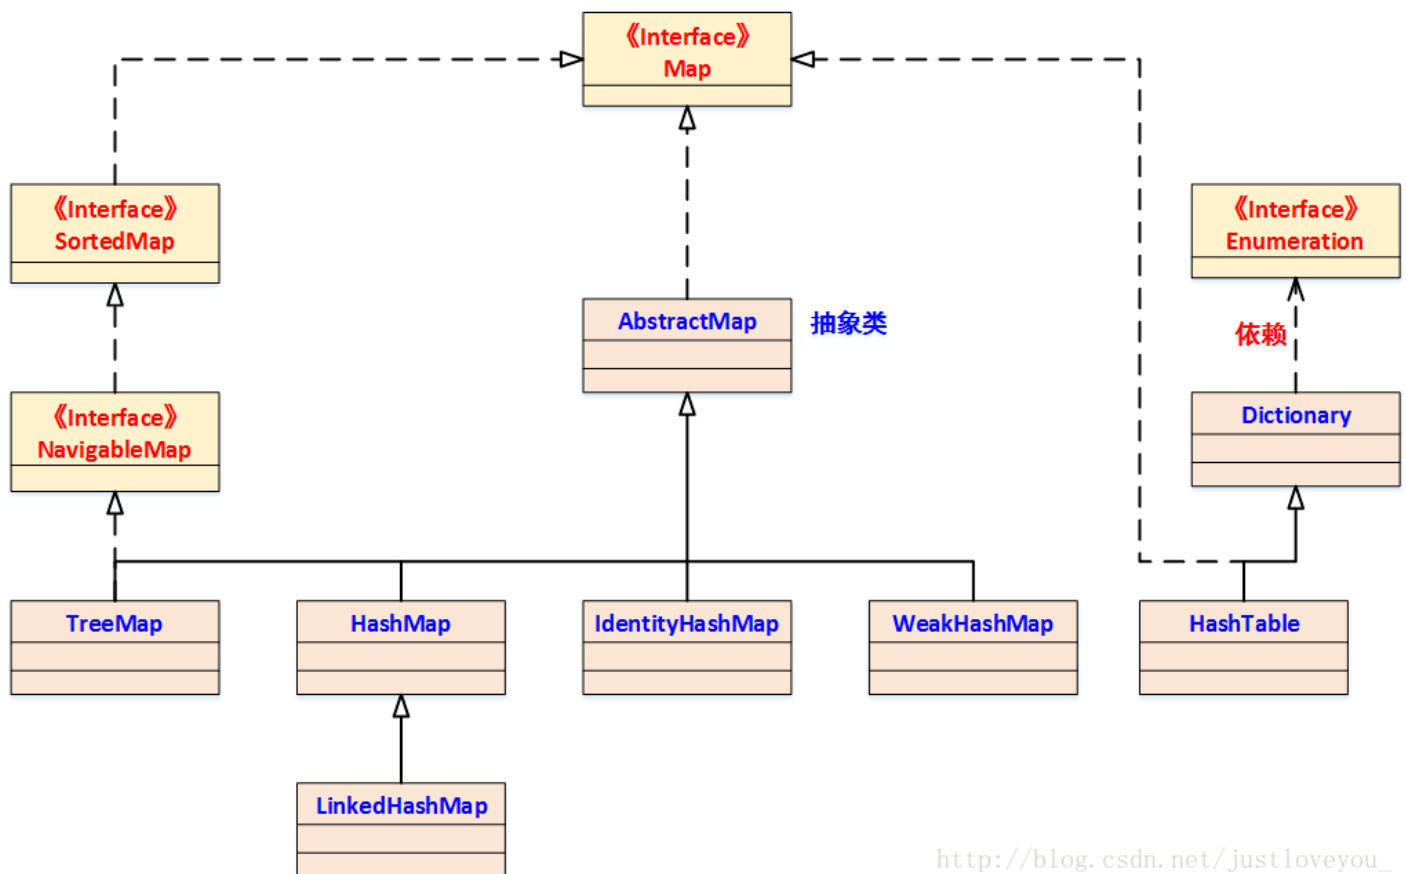 《Interface》
Map
《Interface》
SortedMap
《Interface》
Enumeration
AbstractMap
抽象类
依赖
《Interface》
NavigableMap
Dictionary
TreeMap
HashMap
IdentityHashMap
WeakHashMap
HashTable
LinkedHashMap
http://blog.csdn.net/justloveyou_